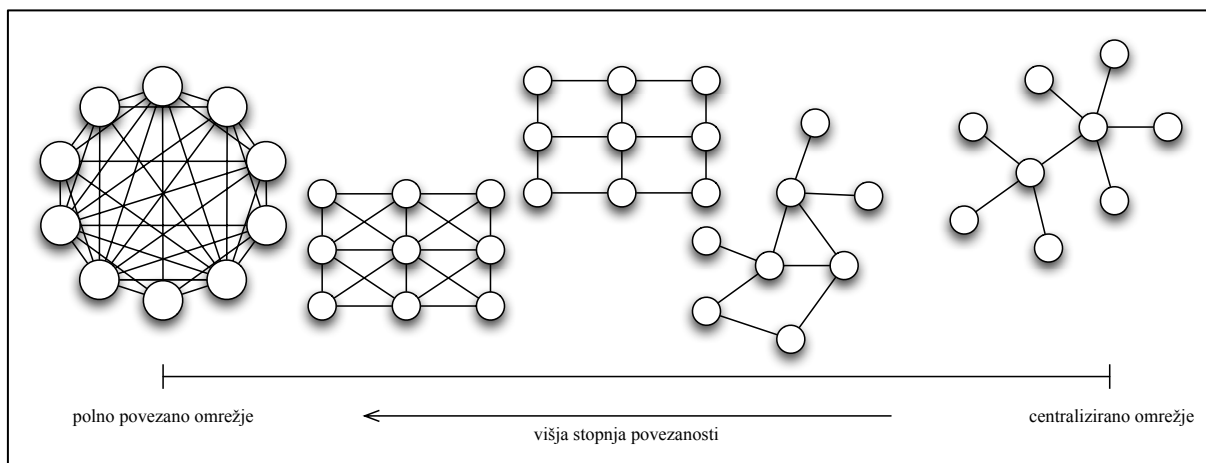 polno povezano omrežje
centralizirano omrežje
višja stopnja povezanosti